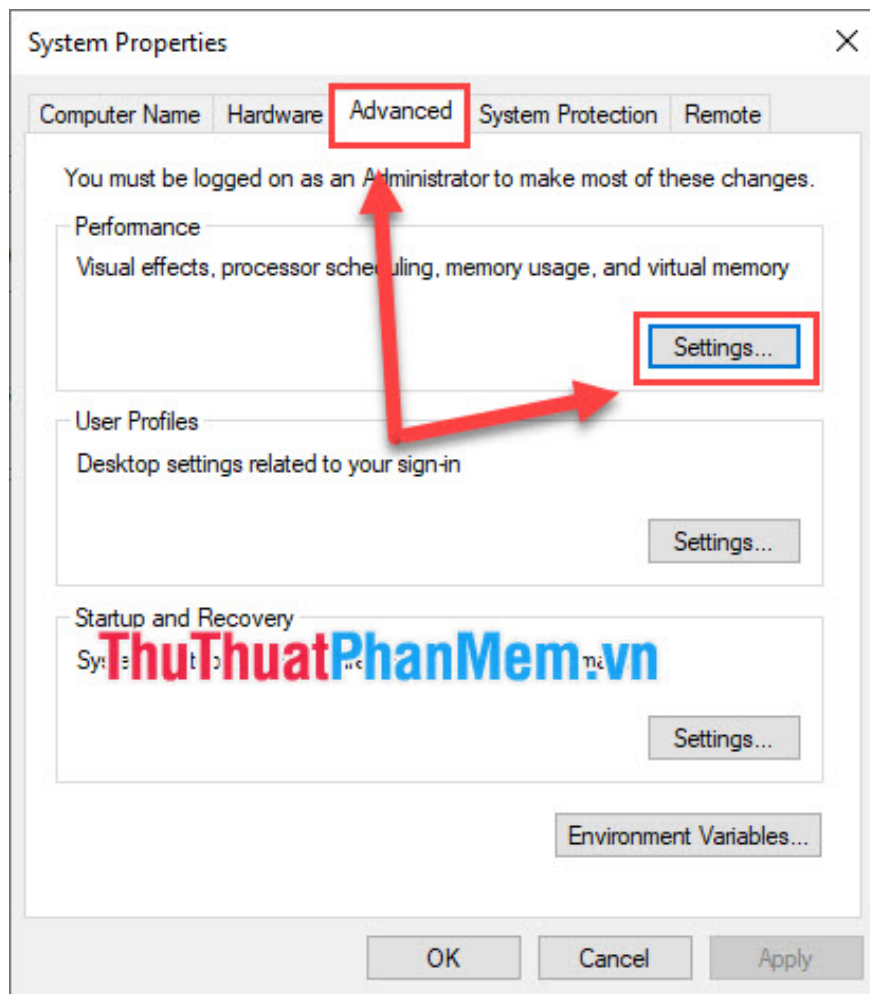 System Properties
Computer Name
Hardware
Advanced
System Protection
Remote
You must be logged on as an Administrator to make most of these changes.
Performance
Visual effects, processor scheduling, memory usage, and virtual memory
Settings...
User Profiles
Desktop settings related to your sign-in
Settings...
Startup and Recovery
ThuThuatPhanMem.vn
Settings...
Environment Variables...
OK
Cancel
Apply